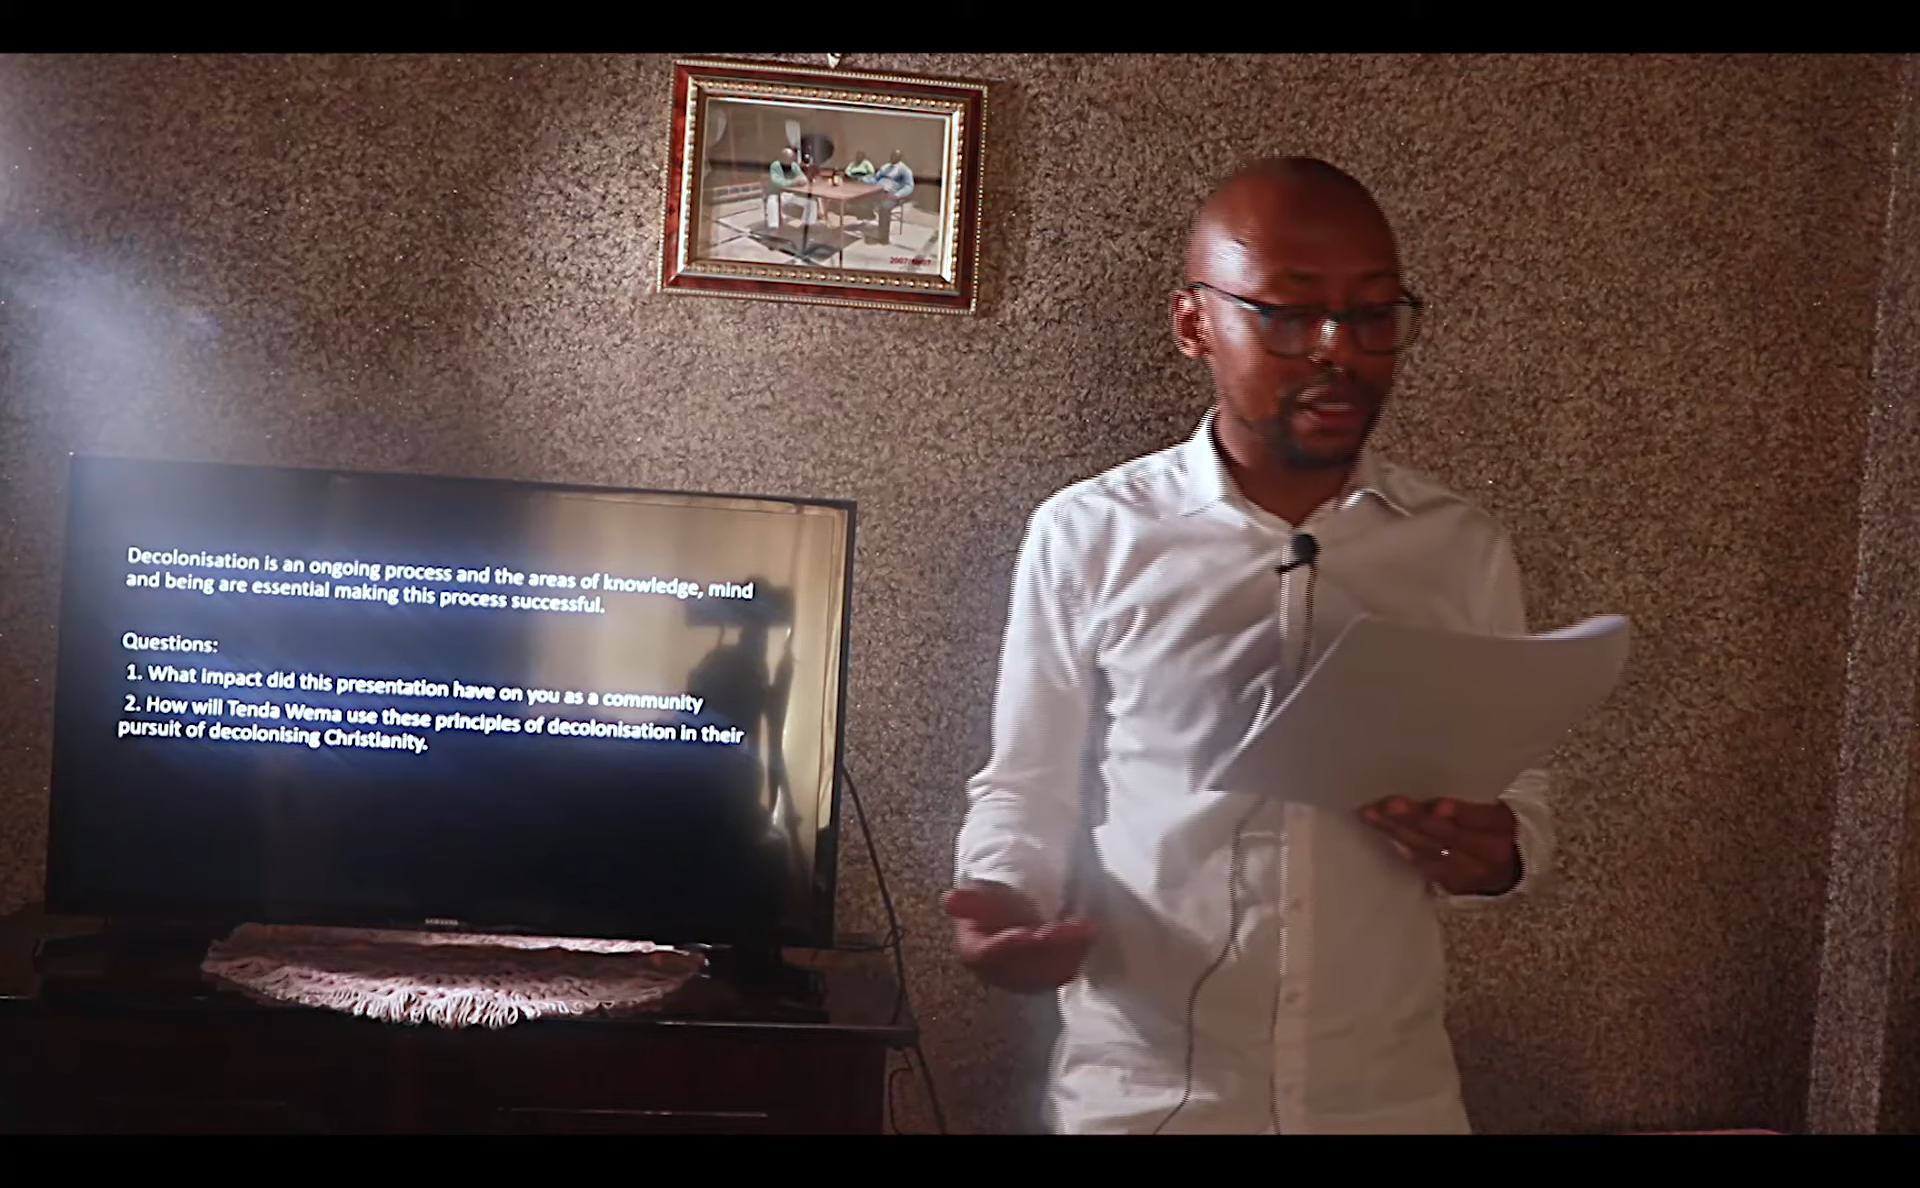 Decolonisation is an ongoing process and the areas of knowledge, mind
and being are essential making this process successful.
Questions:
1. What impact did this presentation have on you as a community
2. How will Tenda Wema use these principles of decolonisation in their
pursuit of decolonising Christianity.
SAMSUNG